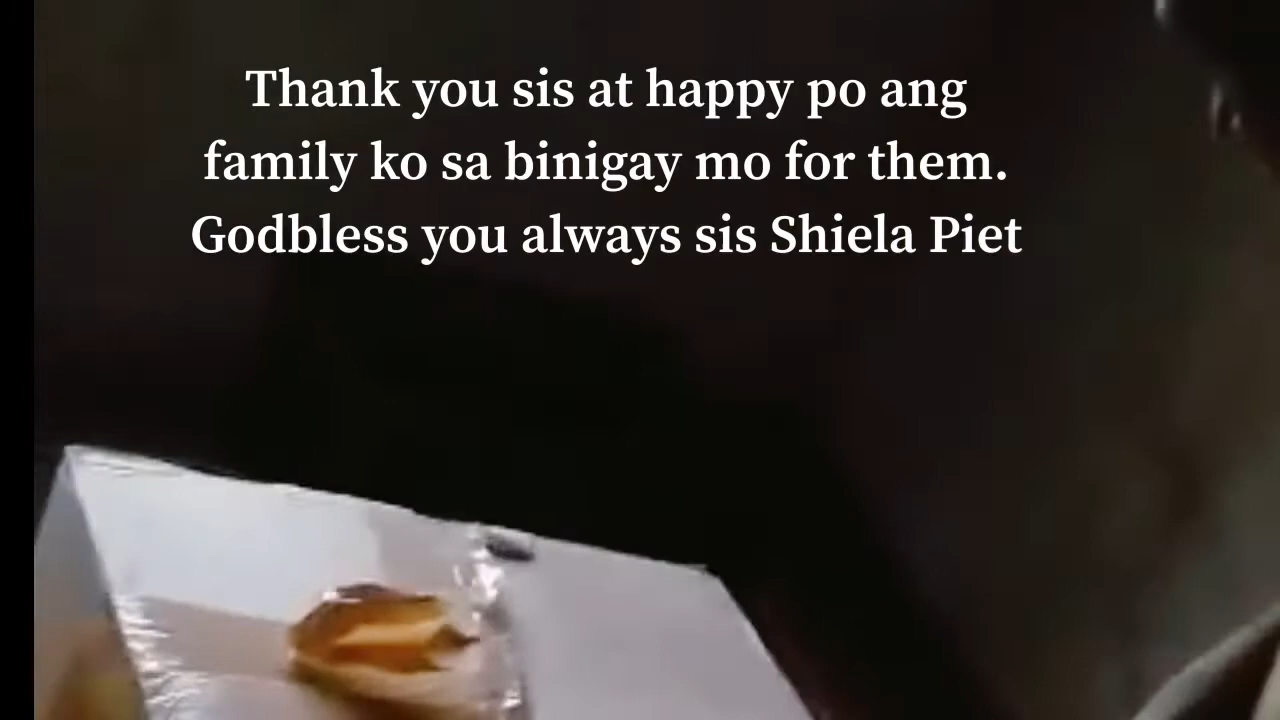 Thank you sis at happy po ang
family ko sa binigay mo for them.
Godbless you always sis Shiela Piet